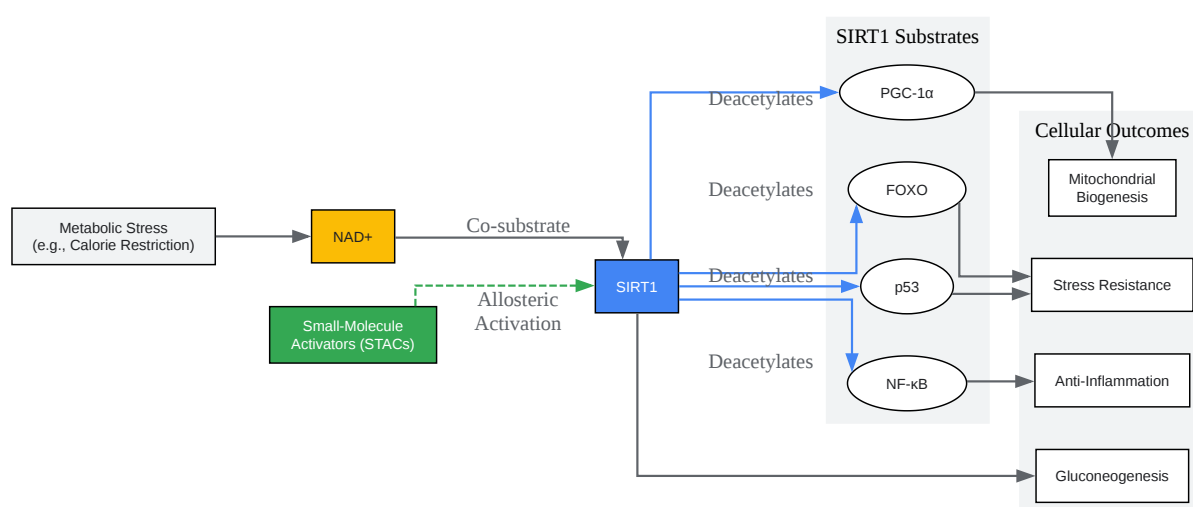 SIRT1 Substrates
Deacetylates
PGC-1α
Cellular Outcomes
Mitochondrial
Biogenesis
Deacetylates
FOXO
Metabolic Stress
(e.g., Calorie Restriction)
NAD+
Co-substrate
SIRT1
Deacetylates
p53
Stress Resistance
Allosteric
Activation
Small-Molecule
Activators (STACs)
Deacetylates
NF-κB
Anti-Inflammation
Gluconeogenesis